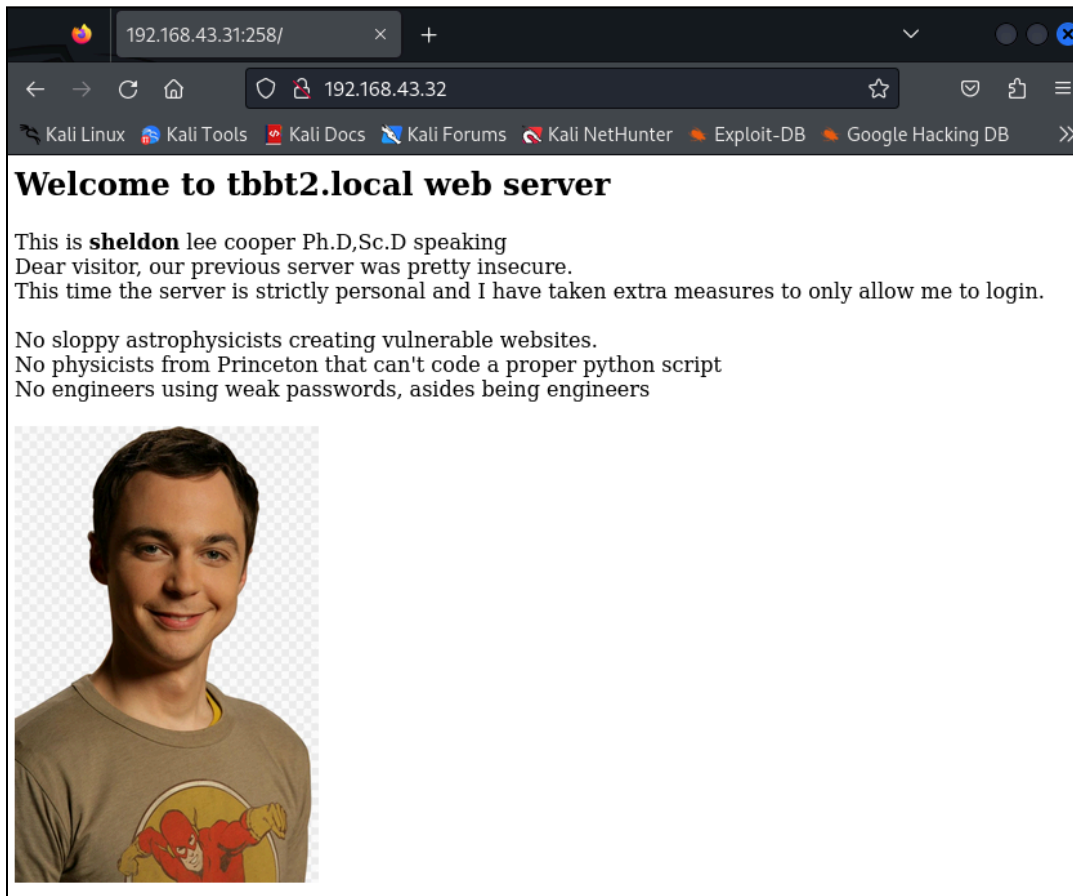 192.168.43.31:258/
192.168.43.32
Kali Linux Kali Tools Kali Docs Kali Forums Kali NetHunter Exploit-DB Google Hacking DB
Welcome to tbbt2.local web server
This is sheldon lee cooper Ph.D,Sc.D speaking
Dear visitor, our previous server was pretty insecure.
This time the server is strictly personal and I have taken extra measures to only allow me to login.
No sloppy astrophysicists creating vulnerable websites.
No physicists from Princeton that can't code a proper python script
No engineers using weak passwords, asides being engineers